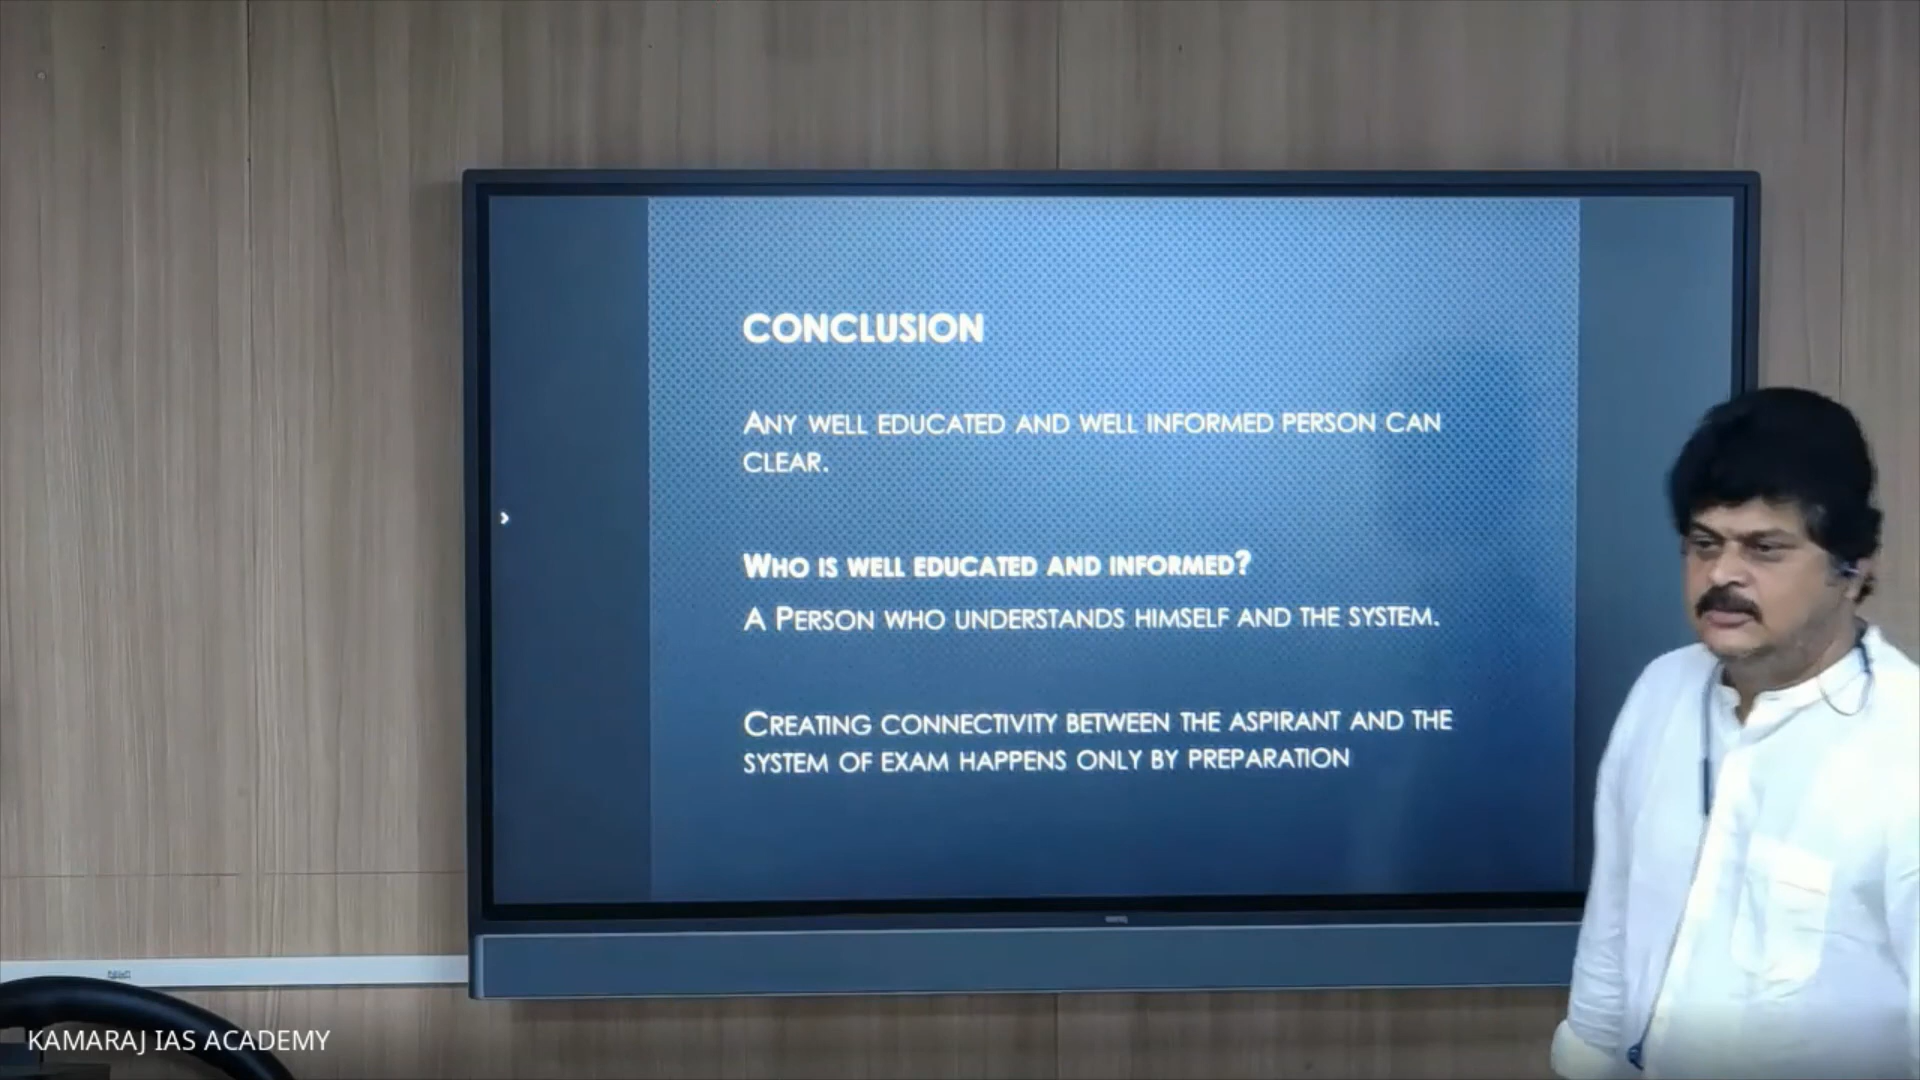 CONCLUSION
ANY WELL EDUCATED AND WELL INFORMED PERSON CAN
CLEAR.
WHO IS WELL EDUCATED AND INFORMED?
A PERSON WHO UNDERSTANDS HIMSELF AND THE SYSTEM.
CREATING CONNECTIVITY BETWEEN THE ASPIRANT AND THE
SYSTEM OF EXAM HAPPENS ONLY BY PREPARATION
KAMARAJ IAS ACADEMY